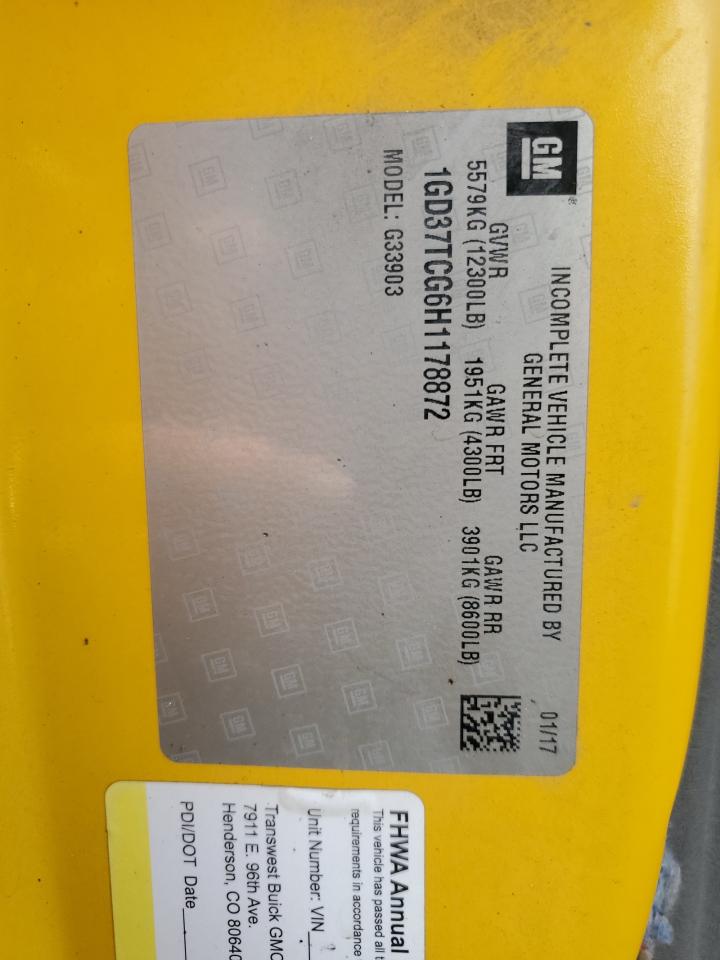 GM
INCOMPLETE VEHICLE MANUFACTURED BY
GENERAL MOTORS LLC
01/17
GVWR GAWR FRT GAWR RR
5579KG (12300LB) 1951KG (4300LB) 3901KG (8600LB)
1GD37TCG6H1178872
MODEL: G33903
FHWA Annual
This vehicle has passed all t
requirements in accordance
Unit Number: VIN
Transwest Buick GMC
7911 E. 96th Ave.
Henderson, CO 80640
PDI/DOT Date